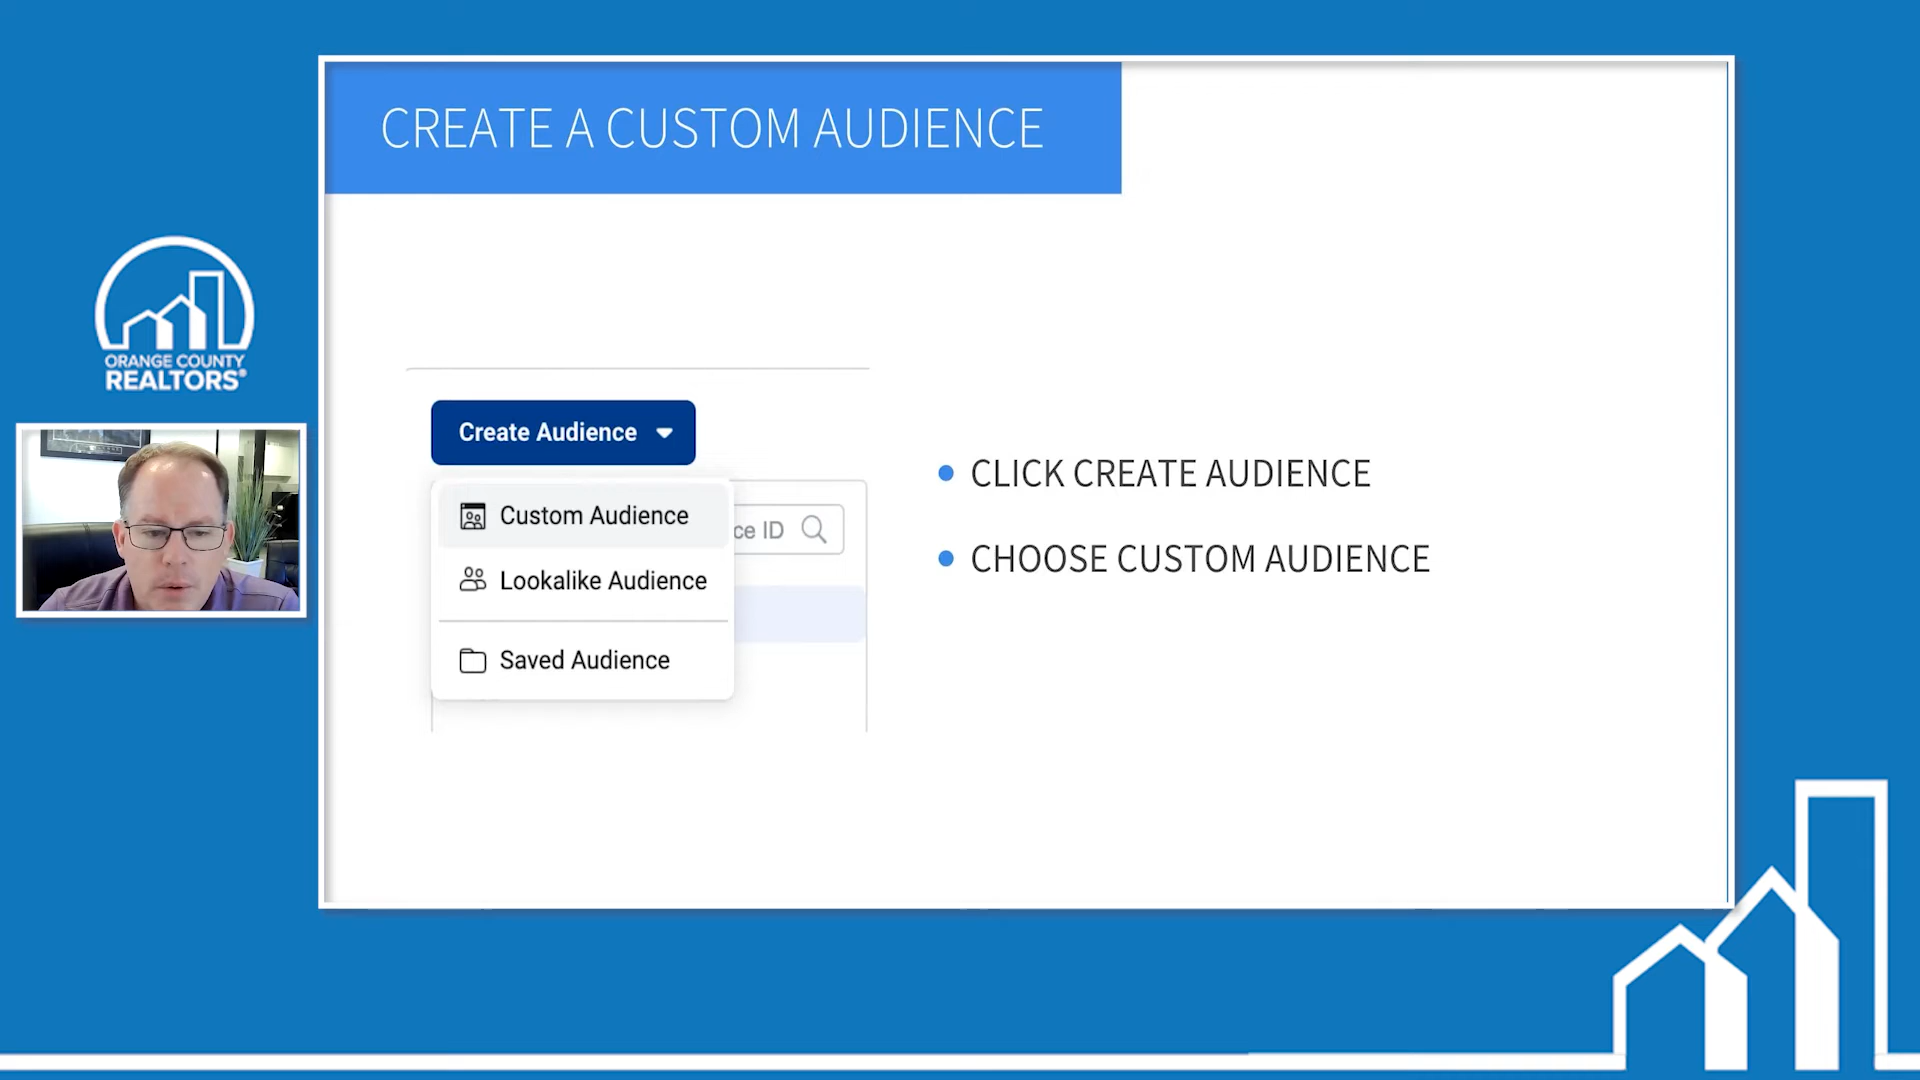 CREATE A CUSTOM AUDIENCE
ORANGE COUNTY
REALTORS®
Create Audience
Custom Audience
ce ID
Lookalike Audience
Saved Audience
CLICK CREATE AUDIENCE
CHOOSE CUSTOM AUDIENCE